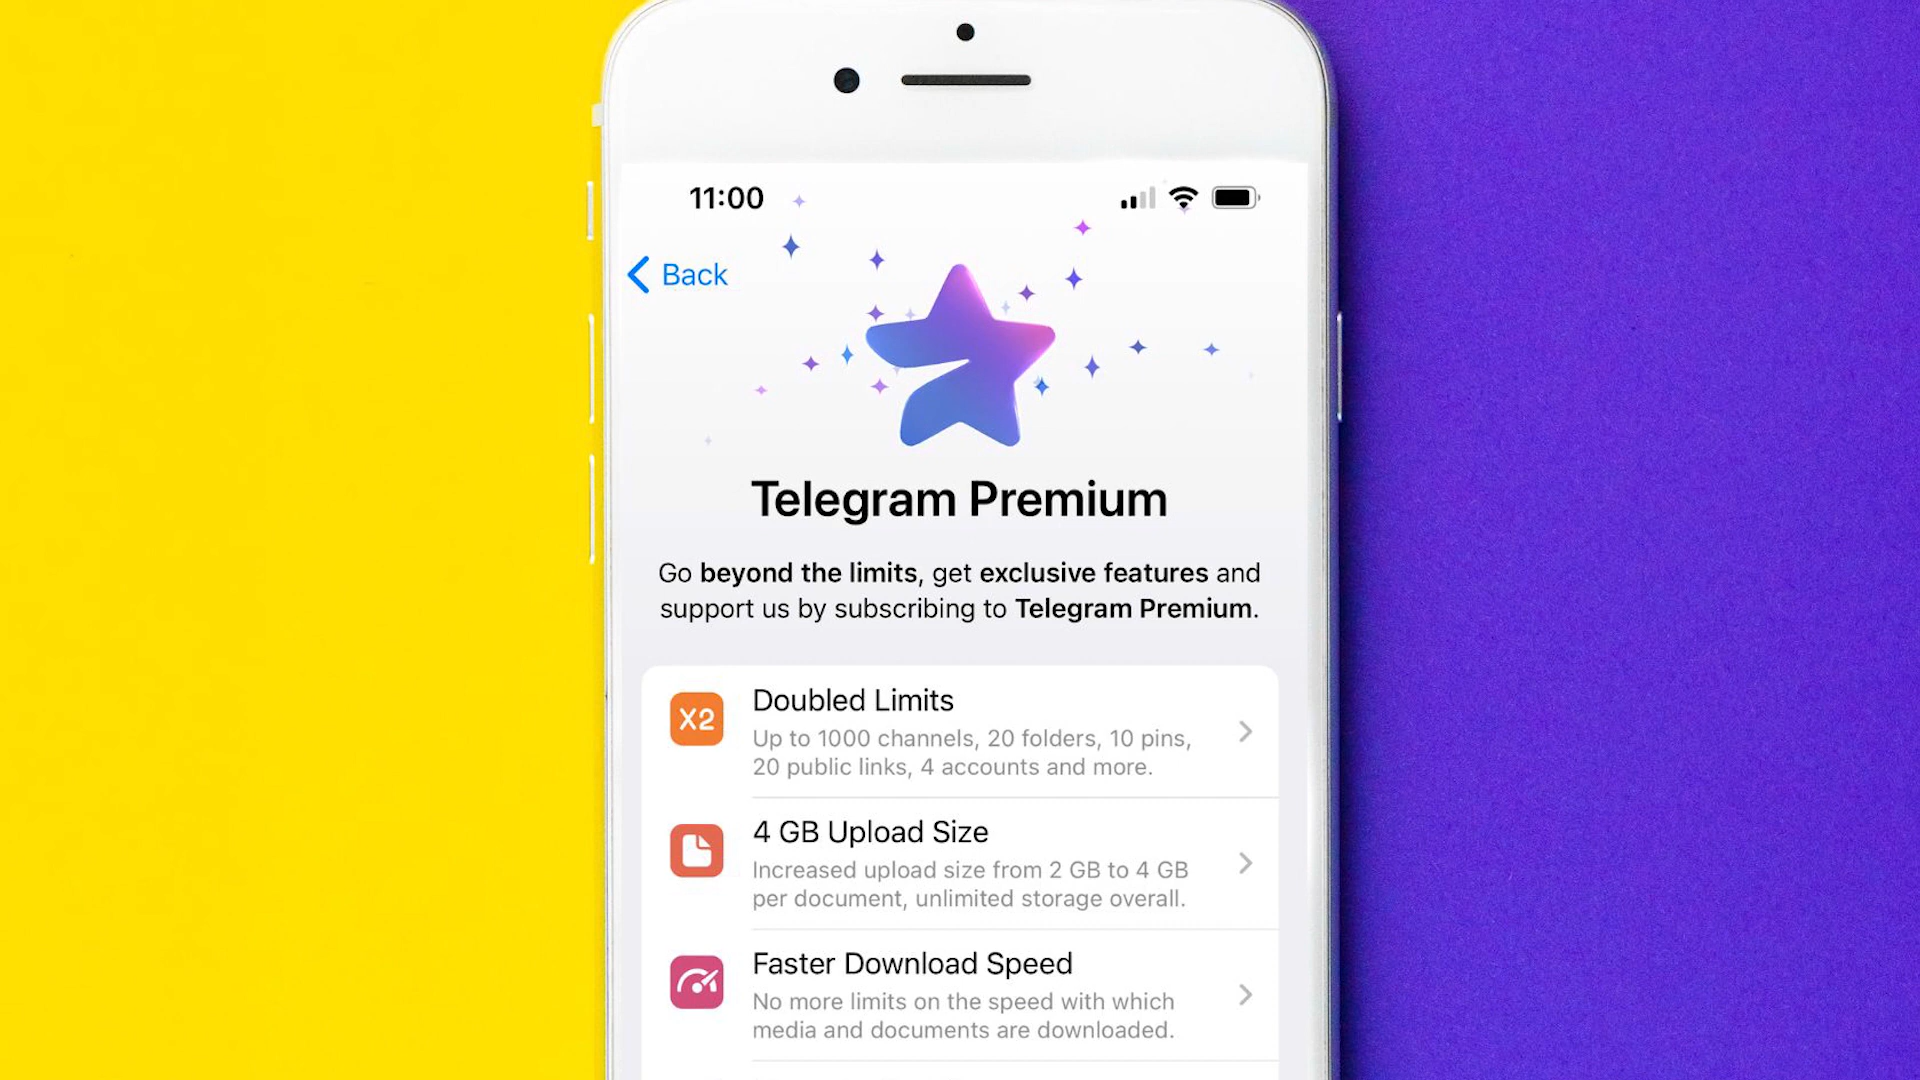 11:00
Back
Telegram Premium
Go beyond the limits, get exclusive features and
support us by subscribing to Telegram Premium.
X2
Doubled Limits
Up to 1000 channels, 20 folders, 10 pins,
20 public links, 4 accounts and more.
4 GB Upload Size
Increased upload size from 2 GB to 4 GB
per document, unlimited storage overall.
Faster Download Speed
No more limits on the speed with which
media and documents are downloaded.